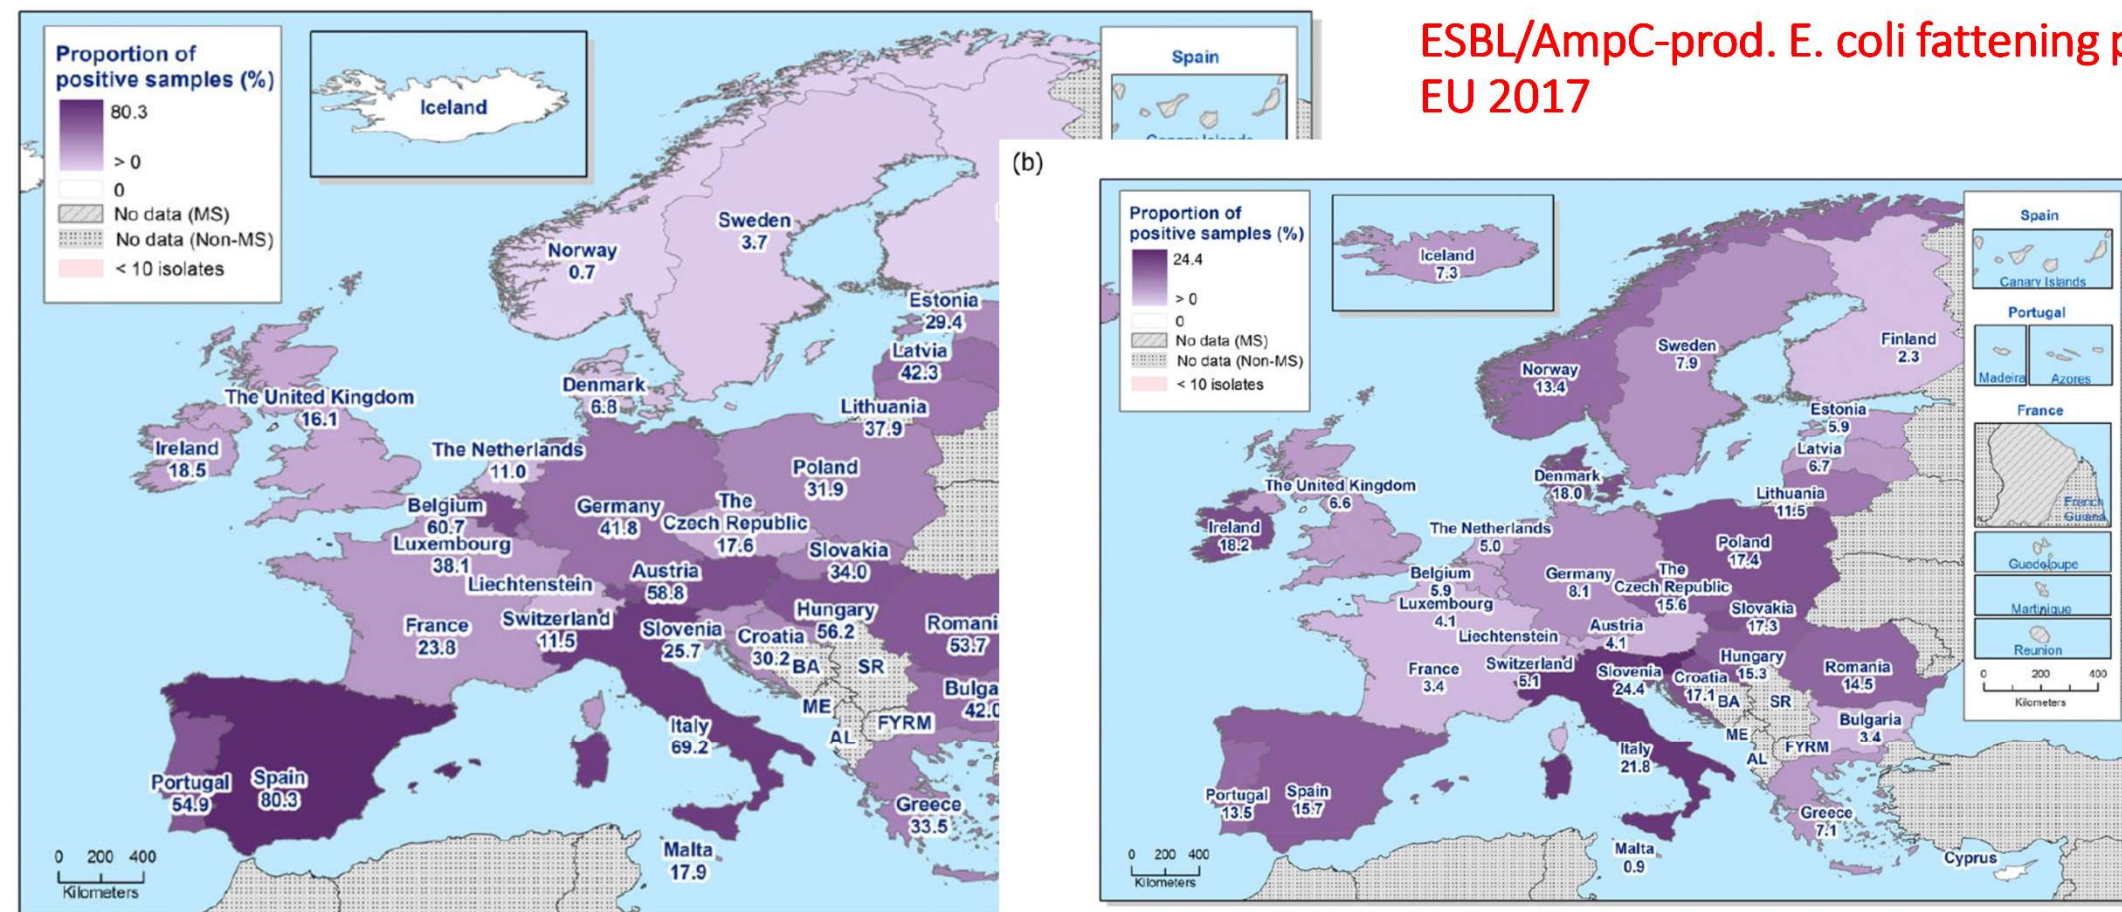 ESBL/AmpC-prod. E. coli fattening p
EU 2017
Proportion of
positive samples (%)
80.3
> 0
0
No data (MS)
No data (Non-MS)
< 10 isolates
Iceland
Spain
Canary Islands
Norway
0.7
Sweden
3.7
Estonia
29.4
Latvia
42.3
Lithuania
37.9
Denmark
6.8
The United Kingdom
16.1
Ireland
18.5
The Netherlands
11.0
Belgium
60.7
Luxembourg
38.1
Germany
41.8
Poland
31.9
The
Czech Republic
17.6
Slovakia
34.0
Liechtenstein
Austria
58.8
Switzerland
11.5
France
23.8
Slovenia
25.7
Croatia
30.2
Hungary
56.2
Romani
53.7
BA
SR
ME
AL
FYRM
Bulga
42.0
Italy
69.2
Portugal
54.9
Spain
80.3
Greece
33.5
Malta
17.9
0 200 400
Kilometers
(b)
Proportion of
positive samples (%)
24.4
> 0
0
No data (MS)
No data (Non-MS)
< 10 isolates
Iceland
7.3
Norway
13.4
Sweden
7.9
Finland
2.3
Estonia
5.9
Latvia
6.7
Lithuania
11.5
Denmark
18.0
The United Kingdom
6.6
Ireland
18.2
The Netherlands
5.0
Belgium
5.9
Luxembourg
4.1
Germany
8.1
Poland
17.4
The
Czech Republic
15.6
Slovakia
17.3
Liechtenstein
Austria
4.1
Switzerland
5.1
France
3.4
Slovenia
24.4
Croatia
17.1
Hungary
15.3
Romania
14.5
BA
SR
ME
AL
FYRM
Bulgaria
3.4
Italy
21.8
Portugal
13.5
Spain
15.7
Greece
7.1
Malta
0.9
Cyprus
0 200 400
Kilometers
Spain
Canary Islands
Portugal
Madeira
Azores
France
French
Guiana
Guadeloupe
Martinique
Reunion
0 200 400
Kilometers